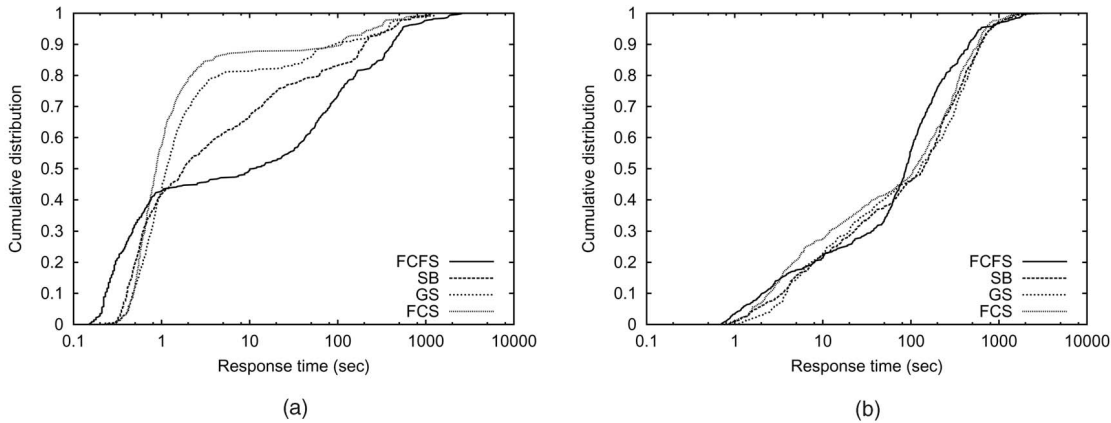 1
0.9
0.8
0.7
0.6
0.5
0.4
0.3
0.2
0.1
0
Cumulative distribution
0.1 1 10 100 1000 10000
Response time (sec)
FCFS
SB
GS
FCS
(a)
1
0.9
0.8
0.7
0.6
0.5
0.4
0.3
0.2
0.1
0
Cumulative distribution
0.1 1 10 100 1000 10000
Response time (sec)
FCFS
SB
GS
FCS
(b)